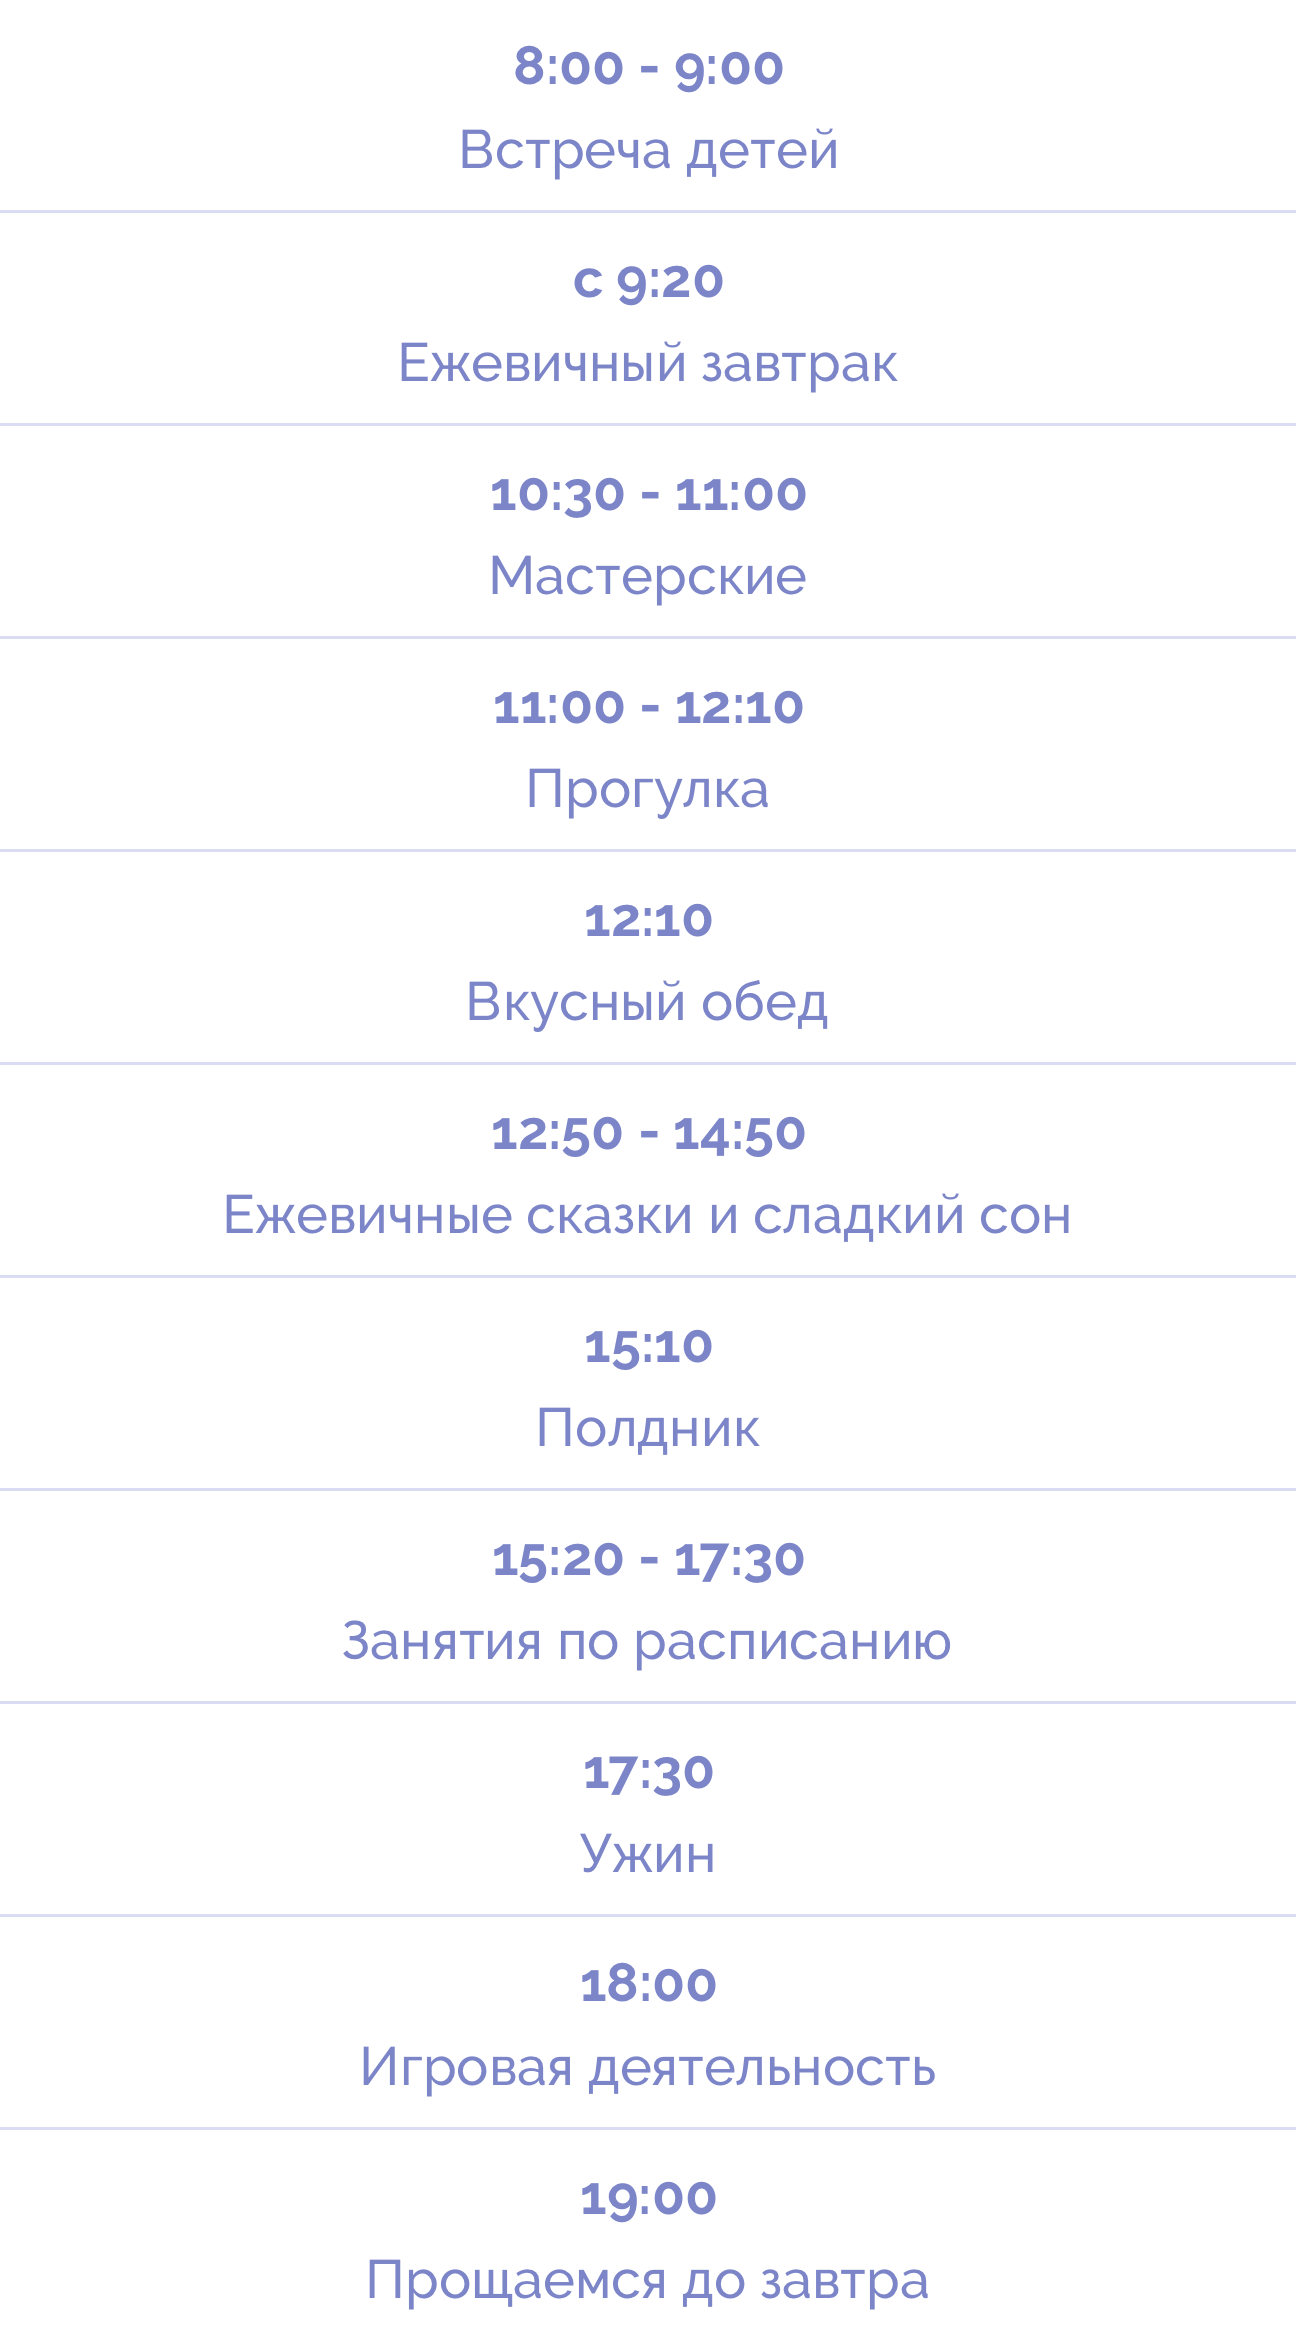 8:00 - 9:00
Встреча детей
с 9:20
Ежевичный завтрак
10:30 - 11:00
Мастерские
11:00 - 12:10
Прогулка
12:10
Вкусный обед
12:50 - 14:50
Ежевичные сказки и сладкий сон
15:10
Полдник
15:20 - 17:30
Занятия по расписанию
17:30
Ужин
18:00
Игровая деятельность
19:00
Прощаемся до завтра